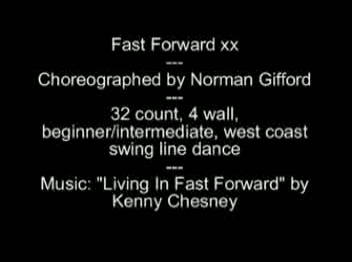 Fast Forward xx
---
Choreographed by Norman Gifford
---
32 count, 4 wall,
beginner/intermediate, west coast
swing line dance
---
Music: "Living In Fast Forward" by
Kenny Chesney